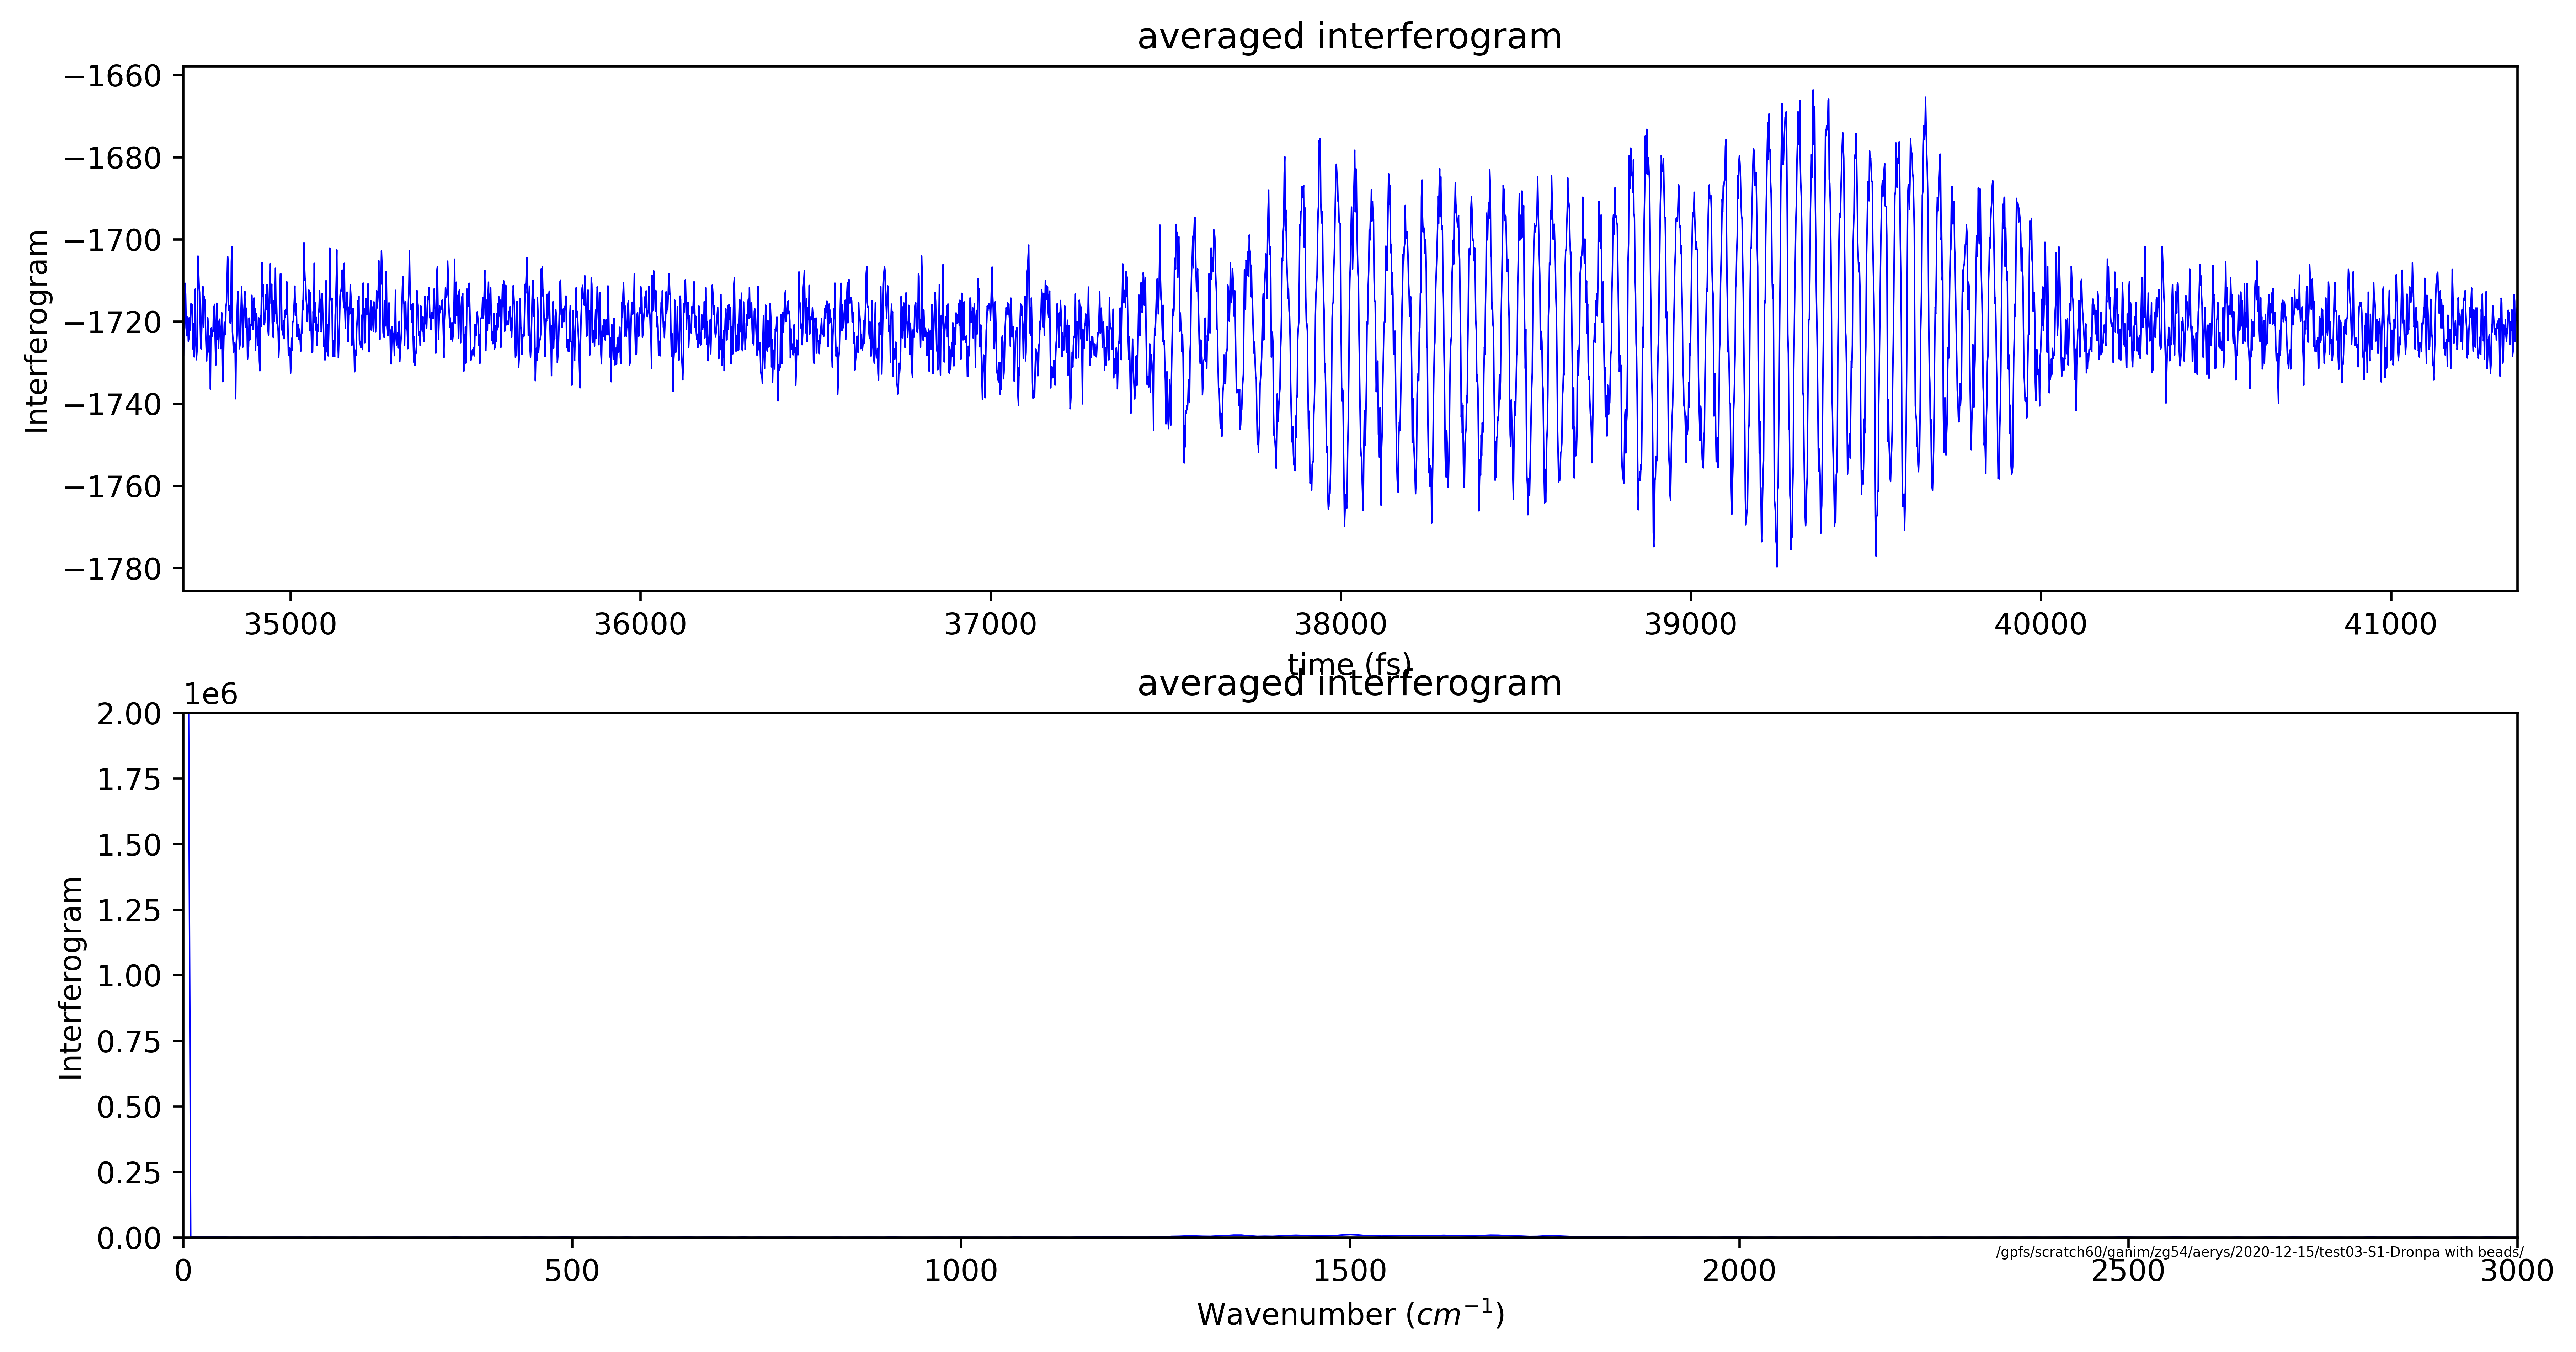 averaged interferogram
−1660
−1680
−1700
−1720
−1740
−1760
−1780
Interferogram
35000 36000 37000 38000 39000 40000 41000
time (fs)
averaged interferogram
1e6
2.00
1.75
1.50
1.25
1.00
0.75
0.50
0.25
0.00
Interferogram
/gpfs/scratch60/ganim/zg54/aerys/2020-12-15/test03-S1-Dronpa with beads/
0 500 1000 1500 2000 2500 3000
Wavenumber (cm⁻¹)